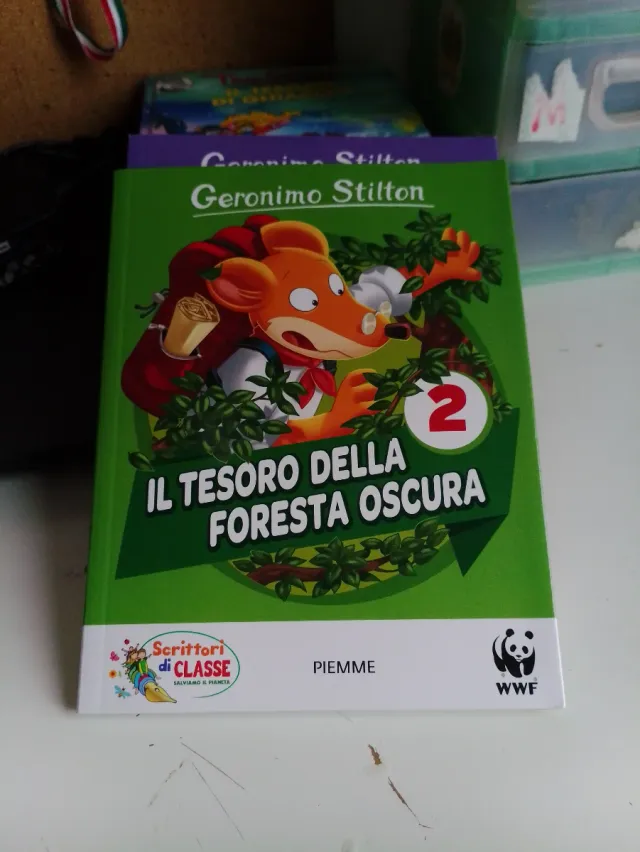 Geronimo Stilton
Geronimo Stilton
2
IL TESORO DELLA
FORESTA OSCURA
Scrittori
di CLASSE
SALVIAMO IL PIANETA
PIEMME
WWF
M